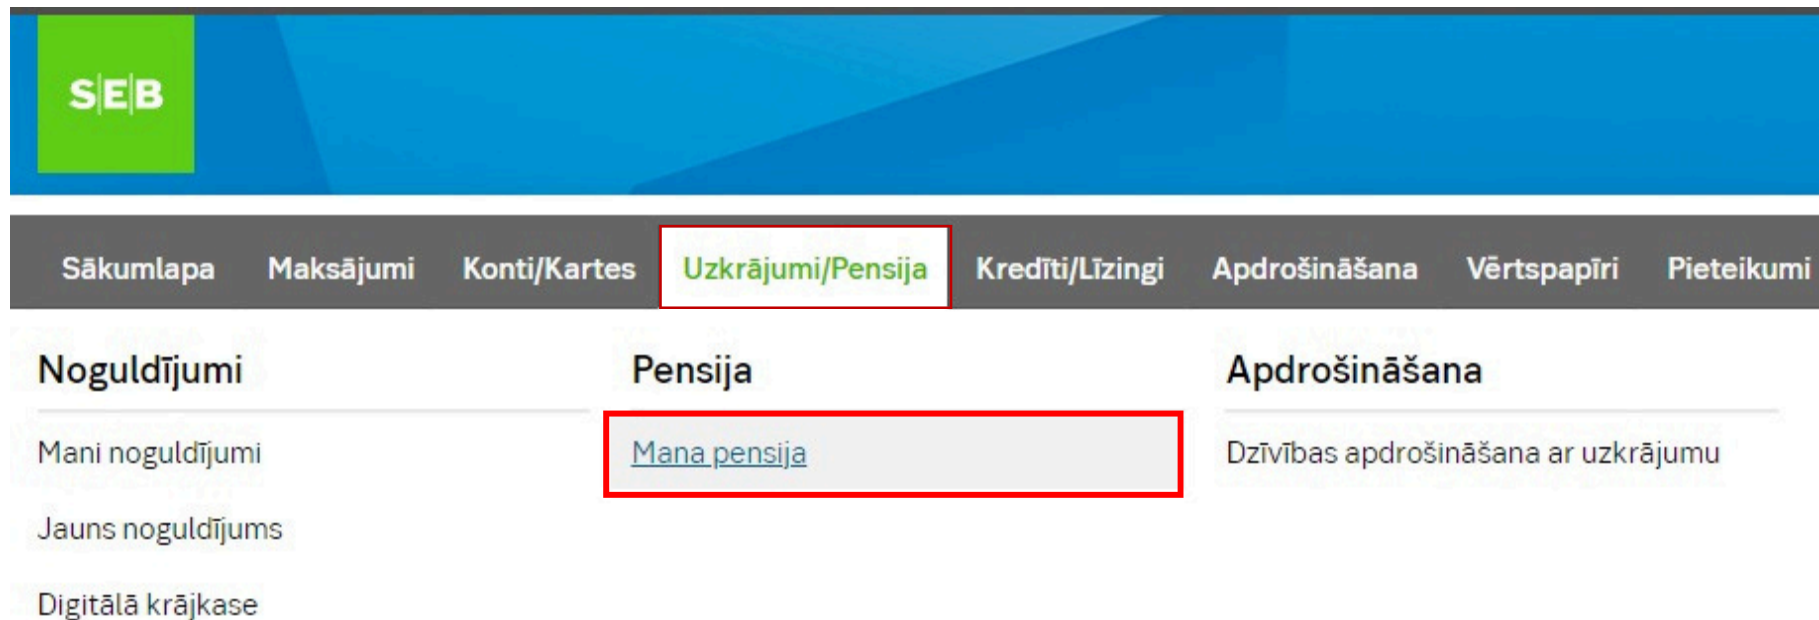 S|E|B
Sākumlapa Maksājumi Konti/Kartes Uzkrājumi/Pensija Kredīti/Līzingi Apdrošināšana Vērtspapīri Pieteikumi
Noguldījumi
Mani noguldījumi
Jauns noguldījums
Digitālā krājkase
Pensija
Mana pensija
Apdrošināšana
Dzīvības apdrošināšana ar uzkrājumu